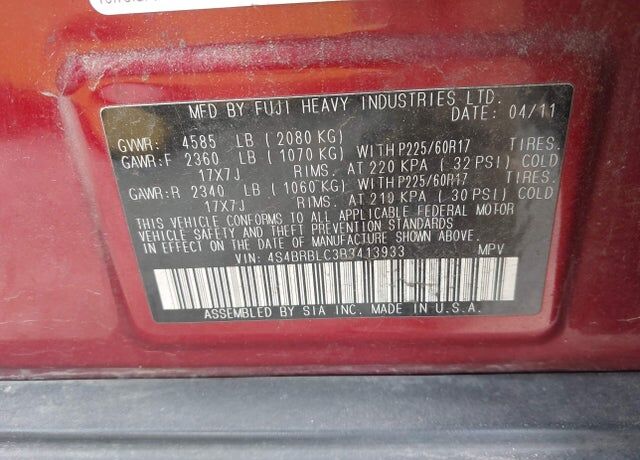 MFD BY FUJI HEAVY INDUSTRIES LTD.
DATE: 04/11
GVWR: 4585 LB ( 2080 KG)
GAWR:F 2360 LB ( 1070 KG) WITH P225/60R17 TIRES.
17X7J RIMS. AT 220 KPA ( 32 PSI) COLD
GAWR:R 2340 LB ( 1060 KG) WITH P225/60R17 TIRES.
17X7J RIMS. AT 210 KPA ( 30 PSI) COLD
THIS VEHICLE CONFORMS TO ALL APPLICABLE FEDERAL MOTOR
VEHICLE SAFETY AND THEFT PREVENTION STANDARDS
IN EFFECT ON THE DATE OF MANUFACTURE SHOWN ABOVE.
VIN: 4S4BRBLC3B3413933 MPV
ASSEMBLED BY SIA INC. MADE IN U.S.A.